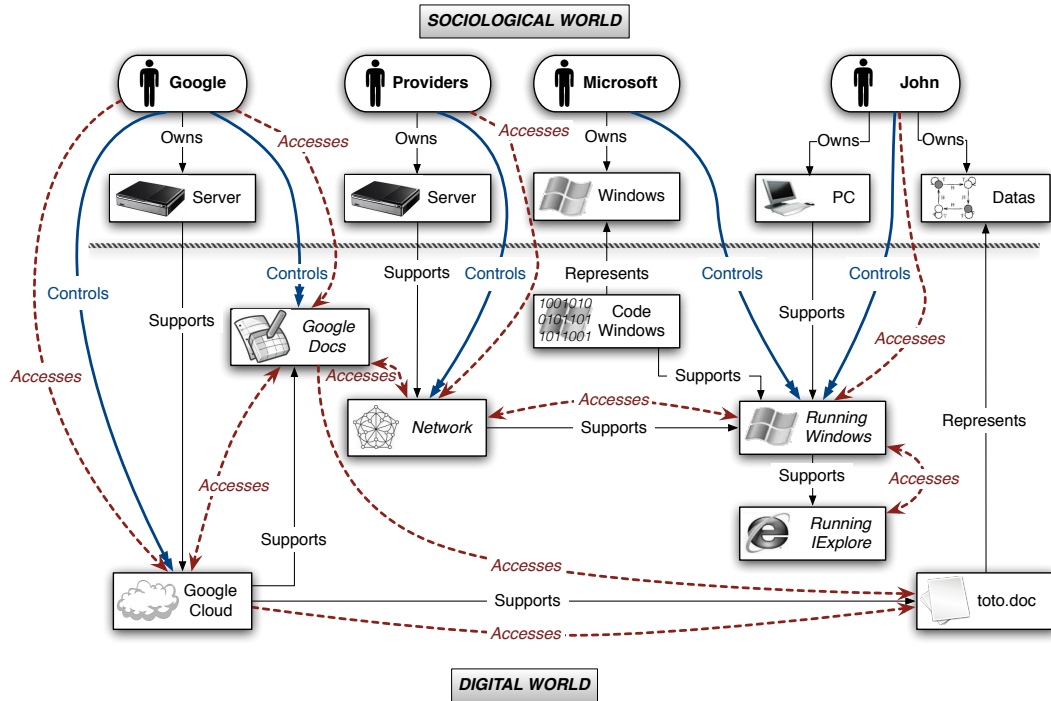 SOCIOLOGICAL WORLD
Google
Providers
Microsoft
John
Accesses
Accesses
Owns
Owns
Owns
Owns
Owns
Server
Server
Windows
PC
Datas
Controls
Supports
Controls
Represents
Controls
Controls
Controls
Supports
Supports
1001010
0101101
1011001
Code
Windows
Google
Docs
Accesses
Accesses
Accesses
Supports
Accesses
Network
Supports
Running
Windows
Represents
Accesses
Supports
Accesses
Supports
Running
IExplore
Accesses
Google
Cloud
Supports
toto.doc
Accesses
DIGITAL WORLD